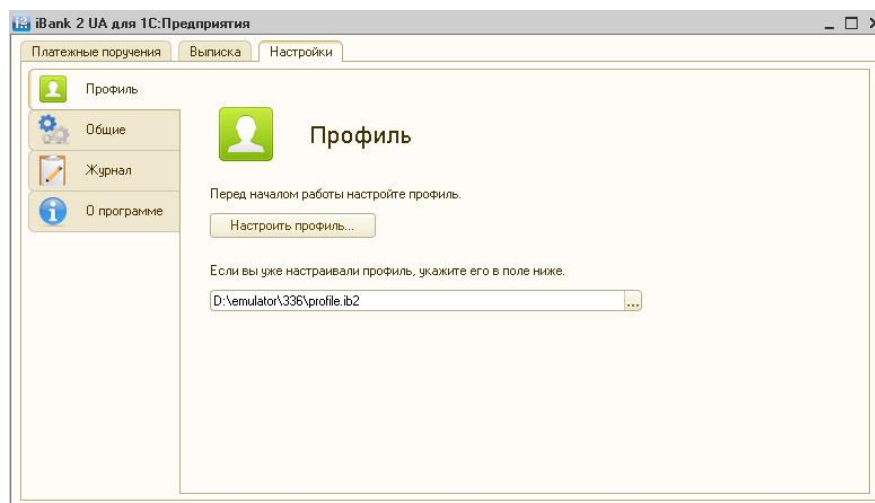 iBank 2 UA для 1С:Предприятия
Платежные поручения Выписка Настройки
Профиль
Общие
Журнал
О программе
Профиль
Перед началом работы настройте профиль.
Настроить профиль...
Если вы уже настраивали профиль, укажите его в поле ниже.
D:\emulator\336\profile.ib2 ...